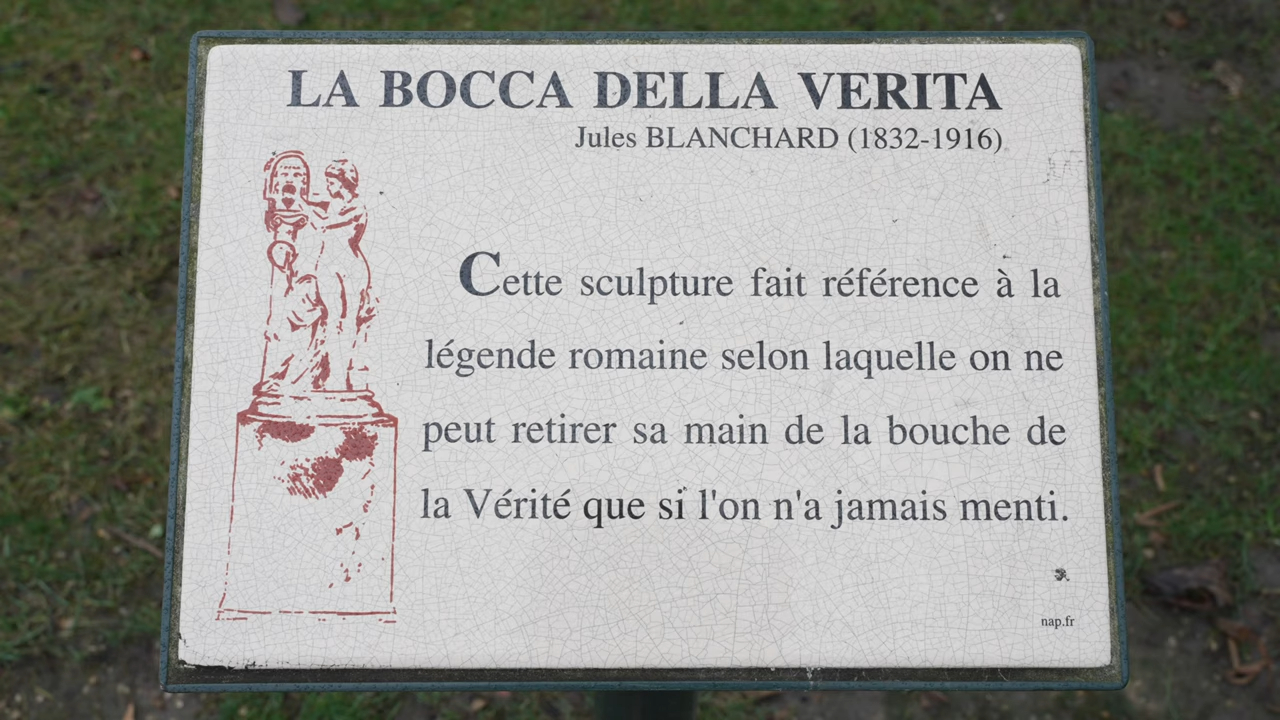 LA BOCCA DELLA VERITA
Jules BLANCHARD (1832-1916)
Cette sculpture fait référence à la
légende romaine selon laquelle on ne
peut retirer sa main de la bouche de
la Vérité que si l'on n'a jamais menti.
nap.fr